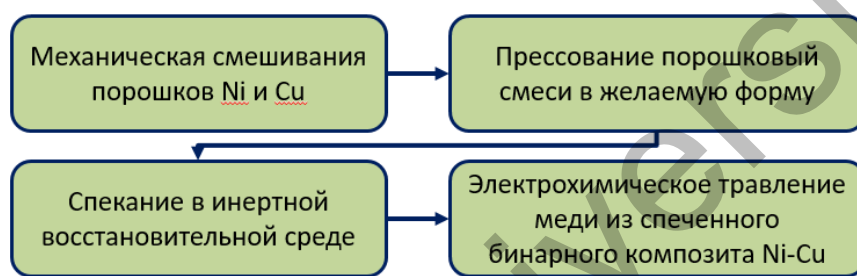 Механическая смешивания
порошков Ni и Cu
Прессование порошковый
смеси в желаемую форму
Спекание в инертной
восстановительной среде
Электрохимическое травление
меди из спеченного
бинарного композита Ni-Cu